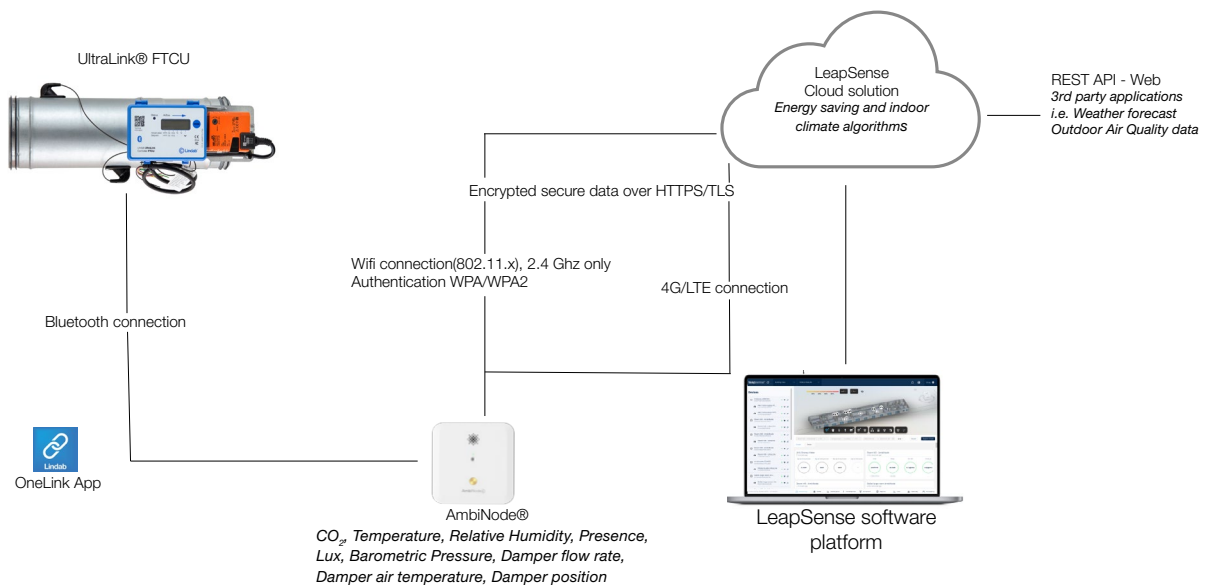 UltraLink® FTCU
Lindab
LeapSense
Cloud solution
Energy saving and indoor
climate algorithms
REST API - Web
3rd party applications
i.e. Weather forecast
Outdoor Air Quality data
Encrypted secure data over HTTPS/TLS
Wifi connection(802.11.x), 2.4 Ghz only
Authentication WPA/WPA2
4G/LTE connection
Bluetooth connection
Lindab
OneLink App
AmbiNode®
CO₂, Temperature, Relative Humidity, Presence,
Lux, Barometric Pressure, Damper flow rate,
Damper air temperature, Damper position
LeapSense software
platform